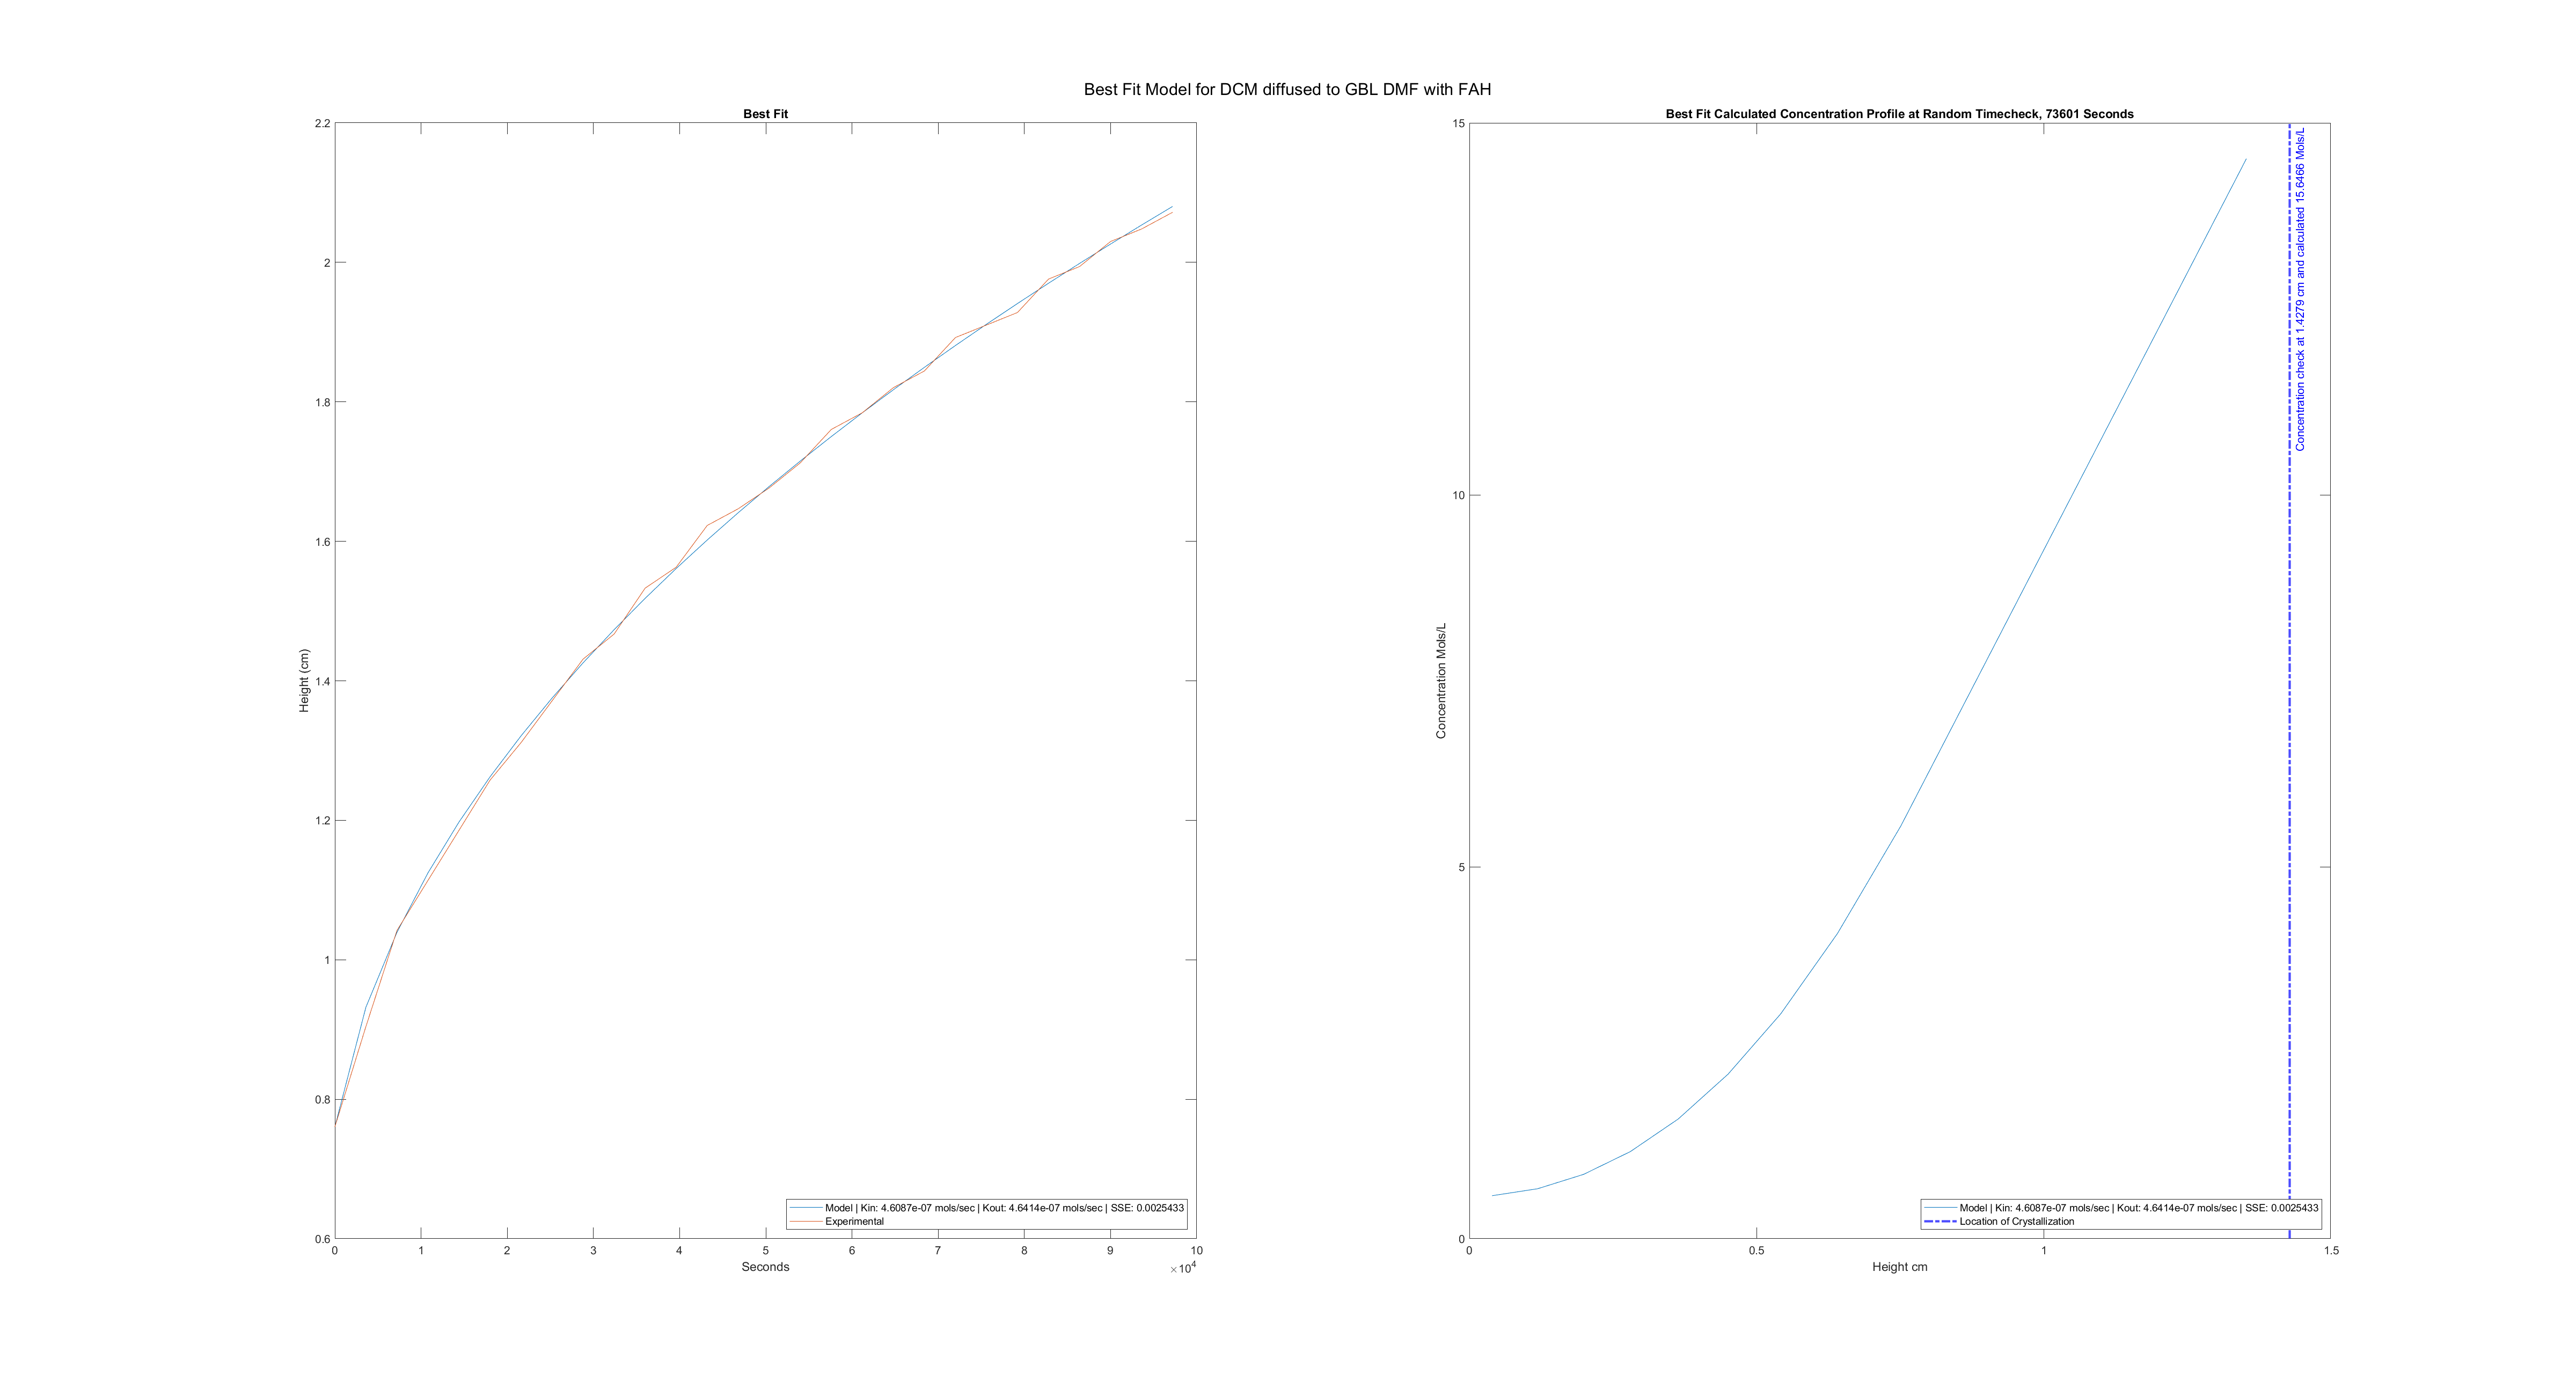 Best Fit Model for DCM diffused to GBL DMF with FAH
Best Fit
2.2
2
1.8
1.6
1.4
1.2
1
0.8
0.6
Height (cm)
0 1 2 3 4 5 6 7 8 9 10
×10^4
Seconds
Model | Kin: 4.6087e-07 mols/sec | Kout: 4.6414e-07 mols/sec | SSE: 0.0025433
Experimental
Best Fit Calculated Concentration Profile at Random Timecheck, 73601 Seconds
15
10
5
0
Concentration Mols/L
0 0.5 1 1.5
Height cm
Concentration check at 1.4279 cm and calculated 15.6466 Mols/L
Model | Kin: 4.6087e-07 mols/sec | Kout: 4.6414e-07 mols/sec | SSE: 0.0025433
Location of Crystallization